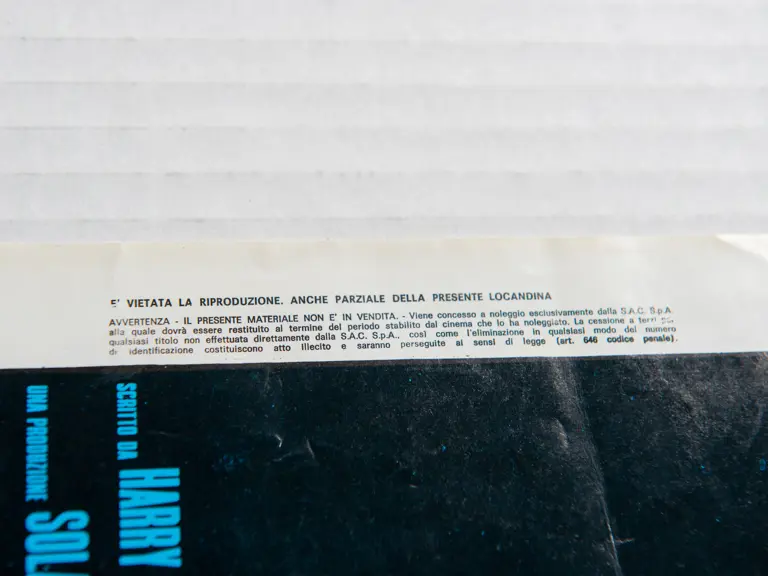 E' VIETATA LA RIPRODUZIONE. ANCHE PARZIALE DELLA PRESENTE LOCANDINA
AVVERTENZA - IL PRESENTE MATERIALE NON E' IN VENDITA. - Viene concesso a noleggio esclusivamente dalla S.A.C. S.p.A.
alla quale dovrà essere restituito al termine del periodo stabilito dal cinema che lo ha noleggiato. La cessione a
qualsiasi titolo non effettuata direttamente dalla S.A.C. S.p.A., così come l'eliminazione in qualsiasi modo del numero
di identificazione costituiscono atto illecito e saranno perseguite ai sensi di legge (art. 646 codice penale).
SCRITTO DA HARRY
UNA PRODUZIONE